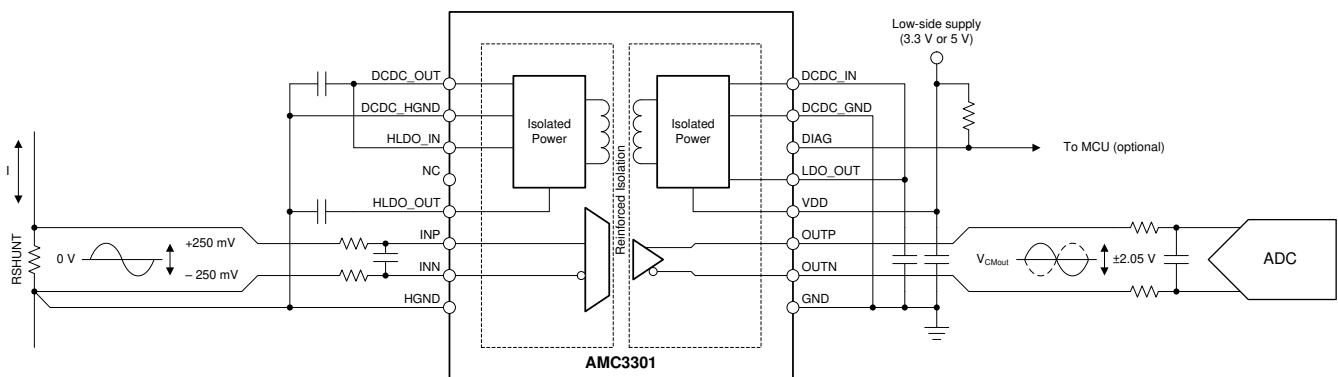 Low-side supply
(3.3 V or 5 V)
DCDC_OUT
DCDC_HGND
HLDO_IN
NC
HLDO_OUT
INP
INN
HGND
Isolated
Power
Reinforced Isolation
Isolated
Power
DCDC_IN
DCDC_GND
DIAG
LDO_OUT
VDD
OUTP
OUTN
GND
To MCU (optional)
I
RSHUNT
0 V
+250 mV
– 250 mV
VCMout
±2.05 V
ADC
AMC3301